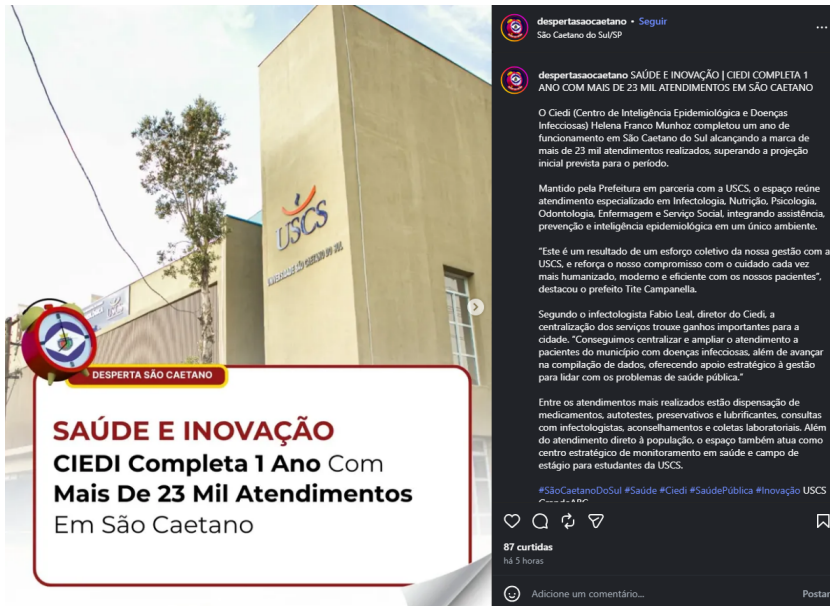 USCS
UNIVERSIDADE SÃO CAETANO DO SUL
DESPERTA SÃO CAETANO
SAÚDE E INOVAÇÃO
CIEDI Completa 1 Ano Com
Mais De 23 Mil Atendimentos
Em São Caetano
despertasaocaetano • Seguir
São Caetano do Sul/SP
despertasaocaetano SAÚDE E INOVAÇÃO | CIEDI COMPLETA 1
ANO COM MAIS DE 23 MIL ATENDIMENTOS EM SÃO CAETANO
O Ciedi (Centro de Inteligência Epidemiológica e Doenças
Infecciosas) Helena Franco Munhoz completou um ano de
funcionamento em São Caetano do Sul alcançando a marca de
mais de 23 mil atendimentos realizados, superando a projeção
inicial prevista para o período.
Mantido pela Prefeitura em parceria com a USCS, o espaço reúne
atendimento especializado em Infectologia, Nutrição, Psicologia,
Odontologia, Enfermagem e Serviço Social, integrando assistência,
prevenção e inteligência epidemiológica em um único ambiente.
“Este é um resultado de um esforço coletivo da nossa gestão com a
USCS, e reforça o nosso compromisso com o cuidado cada vez
mais humanizado, moderno e eficiente com os nossos pacientes”,
destacou o prefeito Tite Campanella.
Segundo o infectologista Fabio Leal, diretor do Ciedi, a
centralização dos serviços trouxe ganhos importantes para a
cidade. “Conseguimos centralizar e ampliar o atendimento a
pacientes do município com doenças infecciosas, além de avançar
na compilação de dados, oferecendo apoio estratégico à gestão
para lidar com os problemas de saúde pública.”
Entre os atendimentos mais realizados estão dispensação de
medicamentos, autotestes, preservativos e lubrificantes, consultas
com infectologistas, aconselhamentos e coletas laboratoriais. Além
do atendimento direto à população, o espaço também atua como
centro estratégico de monitoramento em saúde e campo de
estágio para estudantes da USCS.
#SãoCaetanoDoSul #Saúde #Ciedi #SaúdePública #Inovação USCS
GrandeABC
87 curtidas
há 5 horas
Adicione um comentário...
Postar